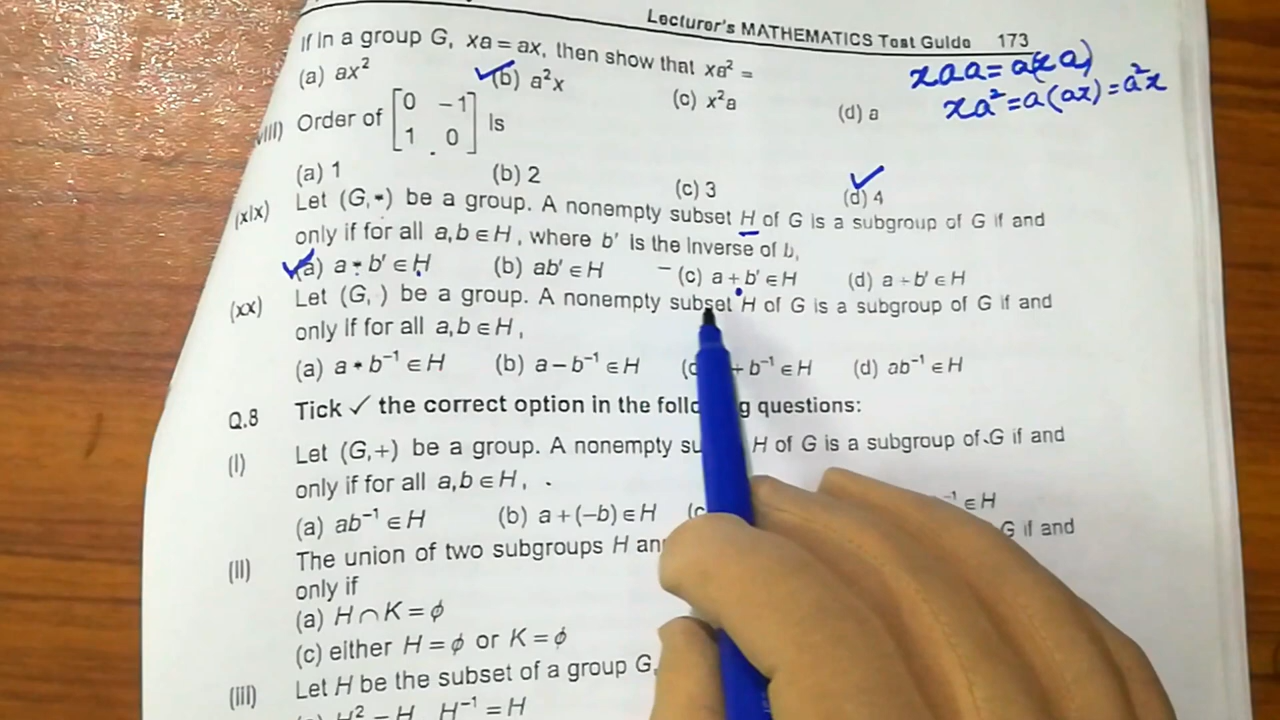 Lecturer's MATHEMATICS Test Guide 173
If in a group G, xa = ax, then show that xa² =
(a) ax² (b) a²x (c) x²a (d) a
xaa = a(xa)
xa² = a(ax) = a²x
Order of [0 -1
1 0] is
(a) 1 (b) 2 (c) 3 (d) 4
(xix) Let (G,*) be a group. A nonempty subset H of G is a subgroup of G if and
only if for all a,b ∈ H, where b' is the inverse of b,
(a) a * b' ∈ H (b) ab' ∈ H (c) a + b' ∈ H (d) a ÷ b' ∈ H
(xx) Let (G, ) be a group. A nonempty subset H of G is a subgroup of G if and
only if for all a,b ∈ H,
(a) a * b⁻¹ ∈ H (b) a – b⁻¹ ∈ H + b⁻¹ ∈ H (d) ab⁻¹ ∈ H
Q.8 Tick ✓ the correct option in the questions:
(i) Let (G,+) be a group. A nonempty H of G is a subgroup of G if and
only if for all a,b ∈ H,
(a) ab⁻¹ ∈ H (b) a + (–b) ∈ H ∈ H
(ii) The union of two subgroups H G if and
only if
(a) H ∩ K = φ
(c) either H = φ or K = φ
(iii) Let H be the subset of a group G,
H² = H, H⁻¹ = H